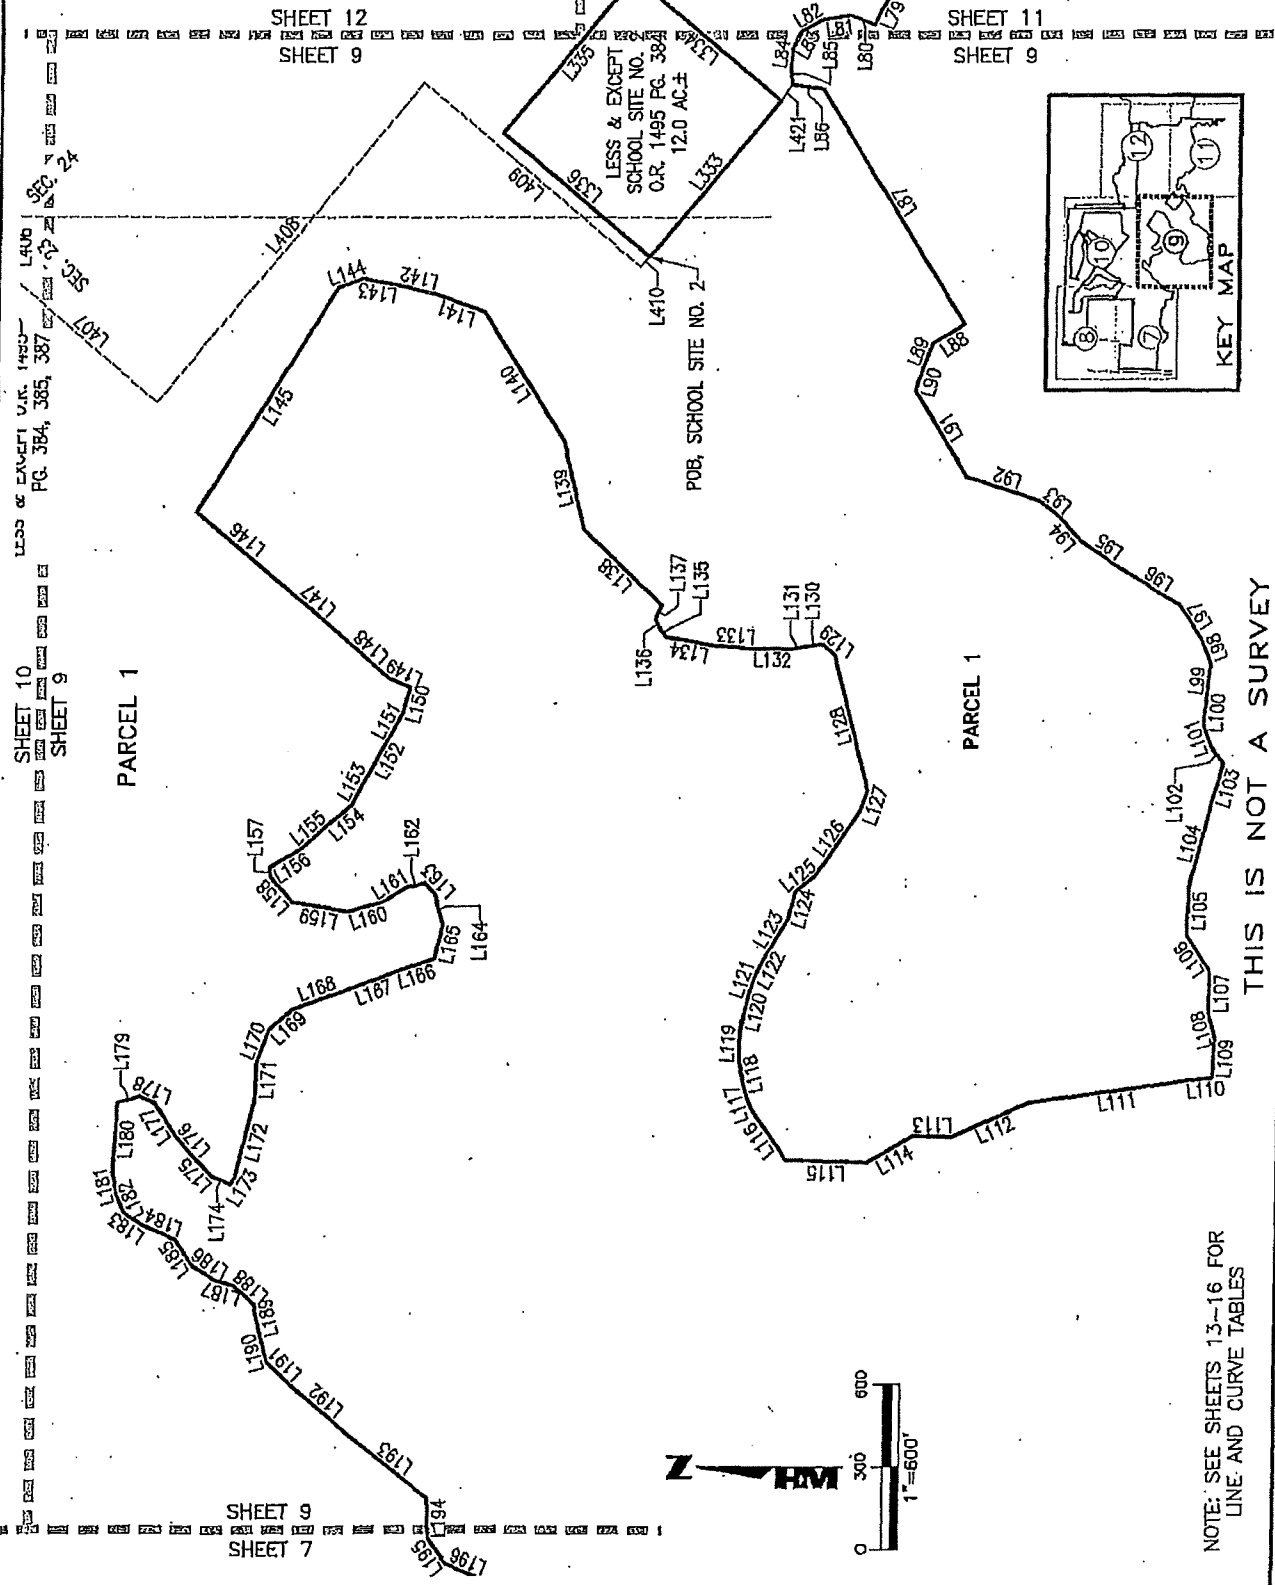 SHEET 12
SHEET 9
SHEET 11
SHEET 9
SHEET 10
SHEET 9
SHEET 9
SHEET 7
PG. 384, 385, 387
SEC. 23
SEC. 24
L406
L407
L408
L409
L410
LESS & EXCEPT
SCHOOL SITE NO. 2
O.R. 1495 PG. 384
12.0 AC.±
L333
L334
L335
L336
L421
POB, SCHOOL SITE NO. 2
PARCEL 1
PARCEL 1
L79
L80
L81
L82
L83
L84
L85
L86
L87
L88
L89
L90
L91
L92
L93
L94
L95
L96
L97
L98
L99
L100
L101
L102
L103
L104
L105
L106
L107
L108
L109
L110
L111
L112
L113
L114
L115
L116
L117
L118
L119
L120
L121
L122
L123
L124
L125
L126
L127
L128
L129
L130
L131
L132
L133
L134
L135
L136
L137
L138
L139
L140
L141
L142
L143
L144
L145
L146
L147
L148
L149
L150
L151
L152
L153
L154
L155
L156
L157
L158
L159
L160
L161
L162
L163
L164
L165
L166
L167
L168
L169
L170
L171
L172
L173
L174
L175
L176
L177
L178
L179
L180
L181
L182
L183
L184
L185
L186
L187
L188
L189
L190
L191
L192
L193
L194
L195
L196
KEY MAP
7
8
9
10
11
12
THIS IS NOT A SURVEY
Z
HM
0 300 600
1"=600'
NOTE: SEE SHEETS 13-16 FOR
LINE AND CURVE TABLES